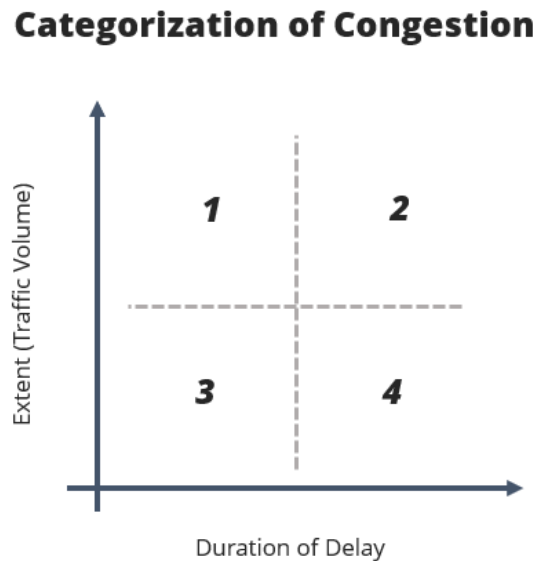 Categorization of Congestion
Extent (Traffic Volume)
1
2
3
4
Duration of Delay